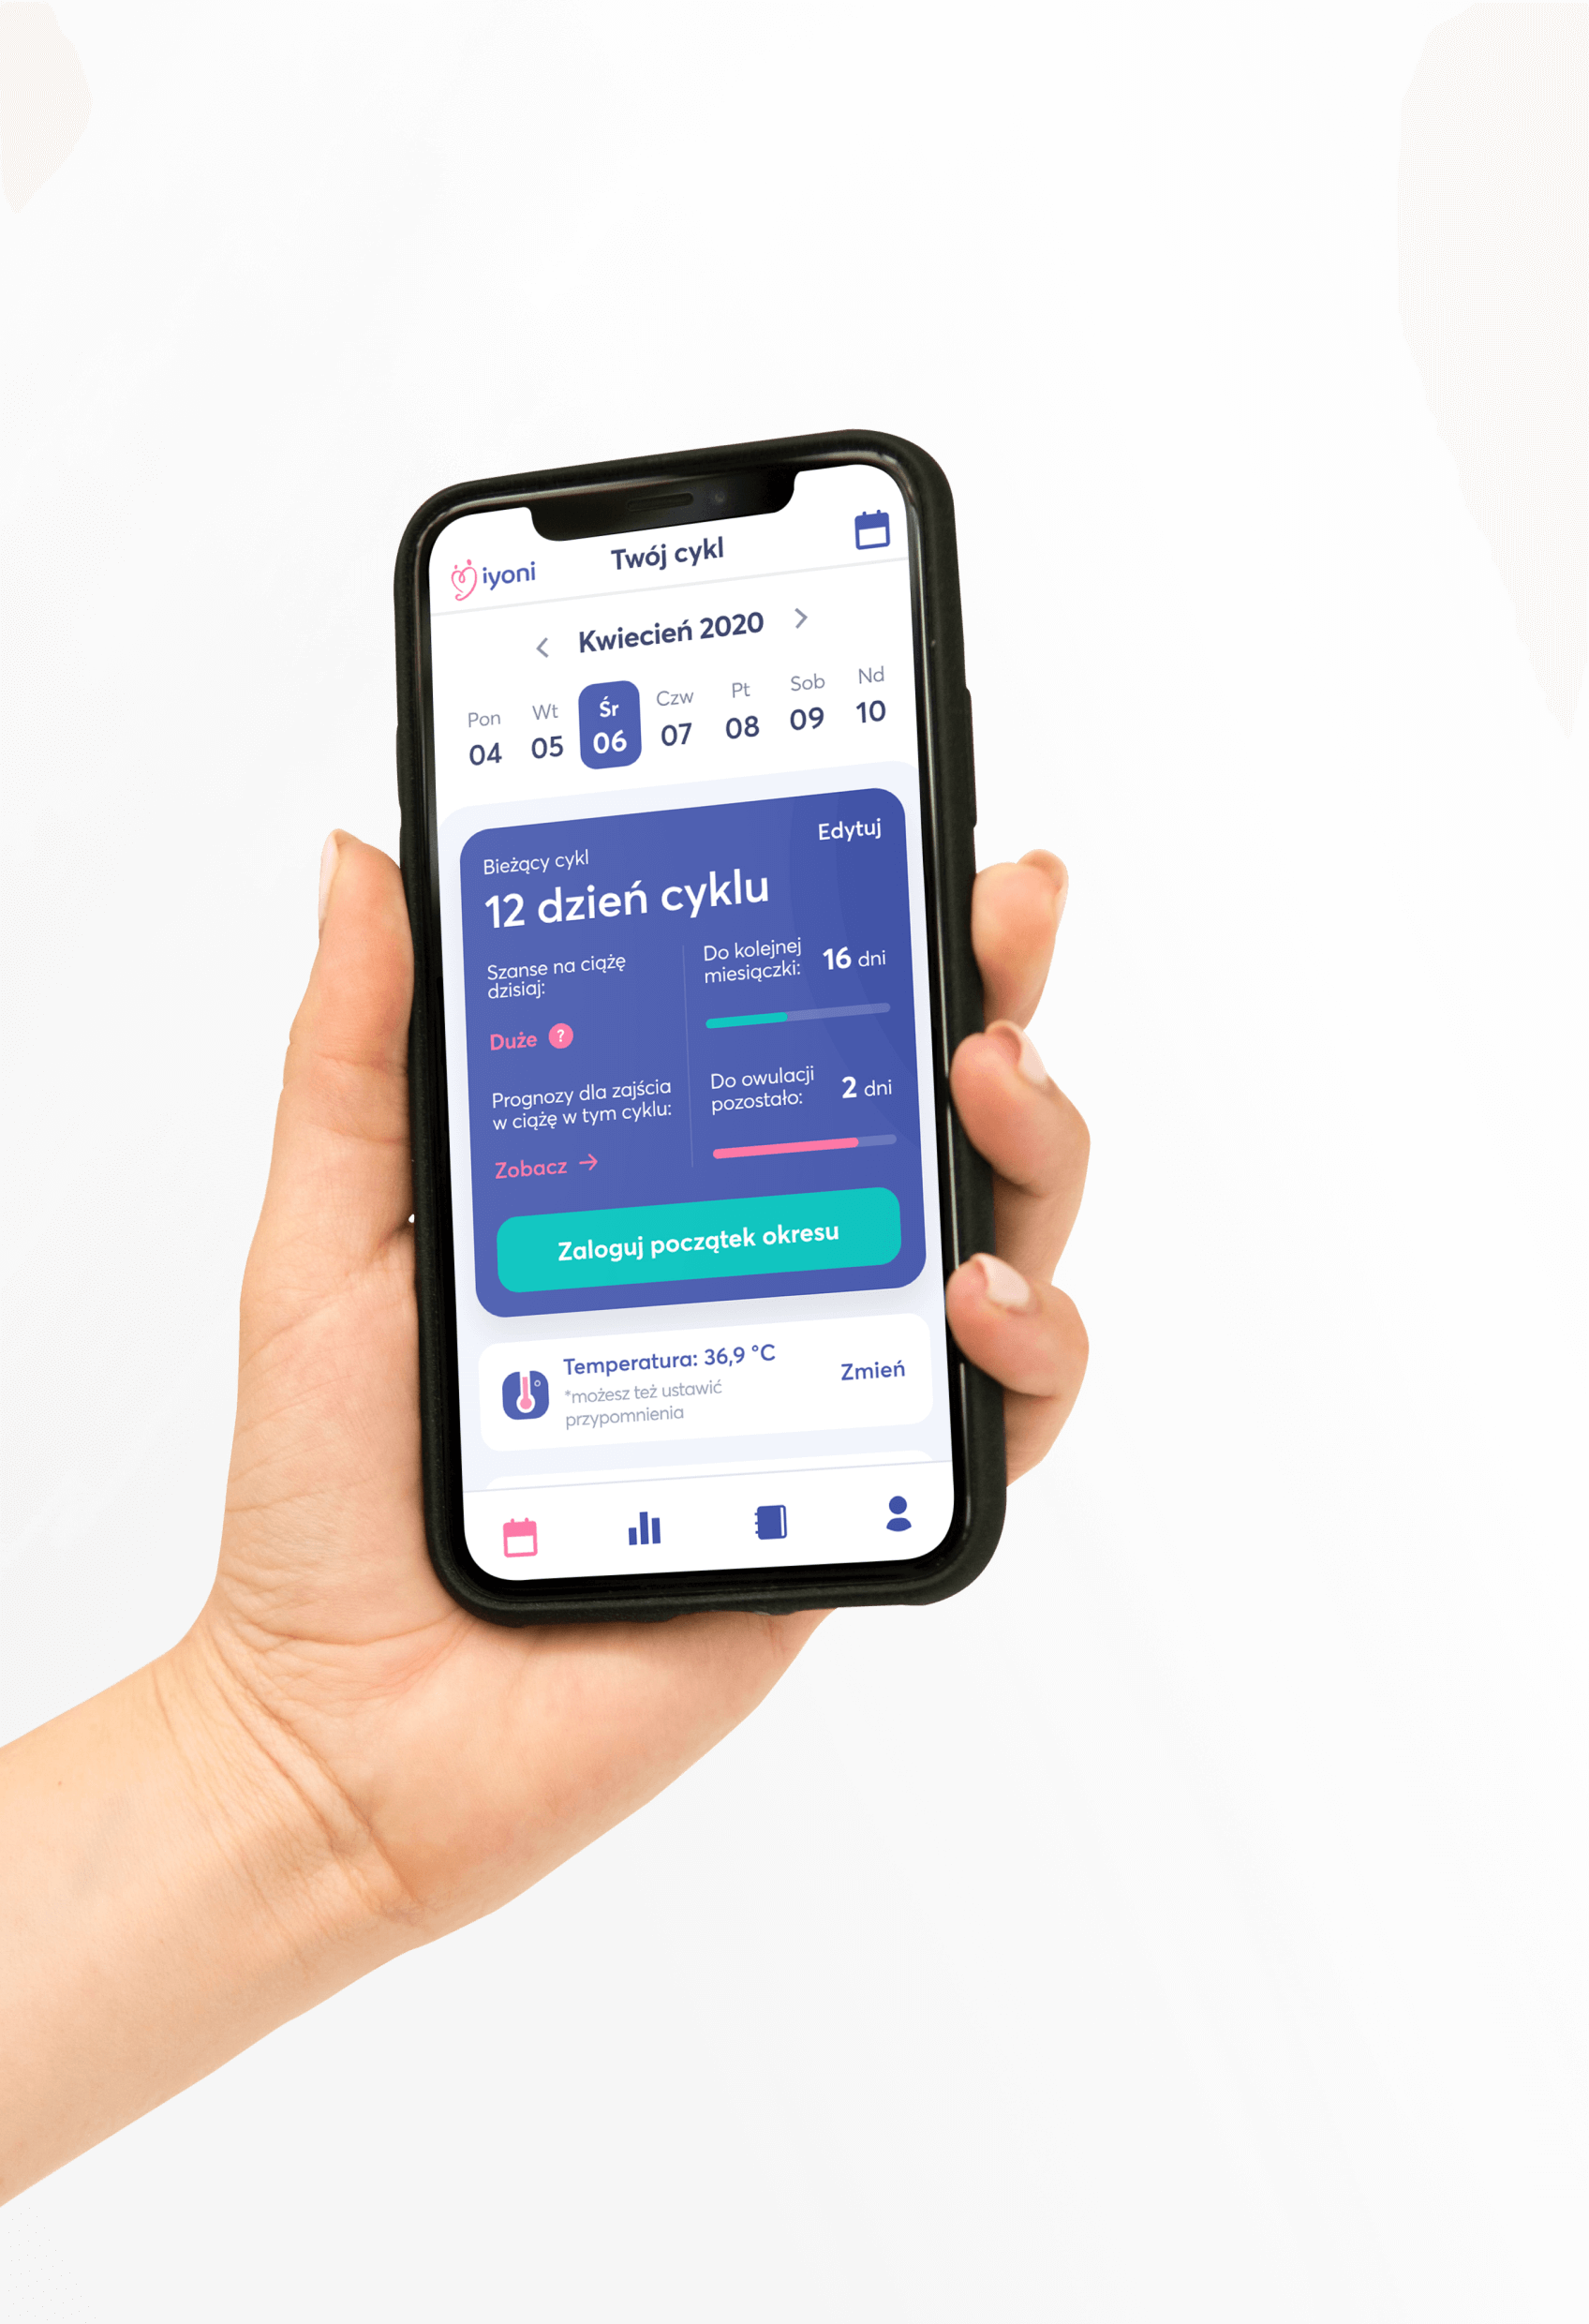 iyoni
Twój cykl
Kwiecień 2020
Pon Wt Śr Czw Pt Sob Nd
04 05 06 07 08 09 10
Edytuj
Bieżący cykl
12 dzień cyklu
Szanse na ciążę
dzisiaj:
Duże ?
Prognozy dla zajścia
w ciążę w tym cyklu:
Zobacz →
Do kolejnej
miesiączki:
16 dni
Do owulacji
pozostało:
2 dni
Zaloguj początek okresu
Temperatura: 36,9 °C
*możesz też ustawić
przypomnienia
Zmień